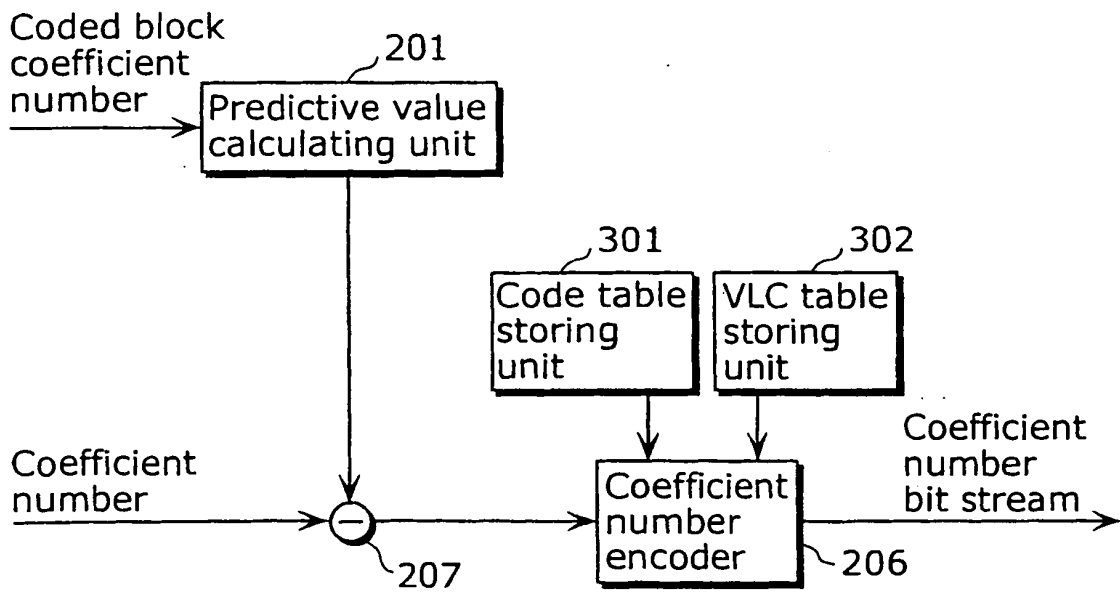 Coded block
coefficient
number
201
Predictive value
calculating unit
301
302
Code table
storing
unit
VLC table
storing
unit
Coefficient
number
−
207
Coefficient
number
encoder
206
Coefficient
number
bit stream